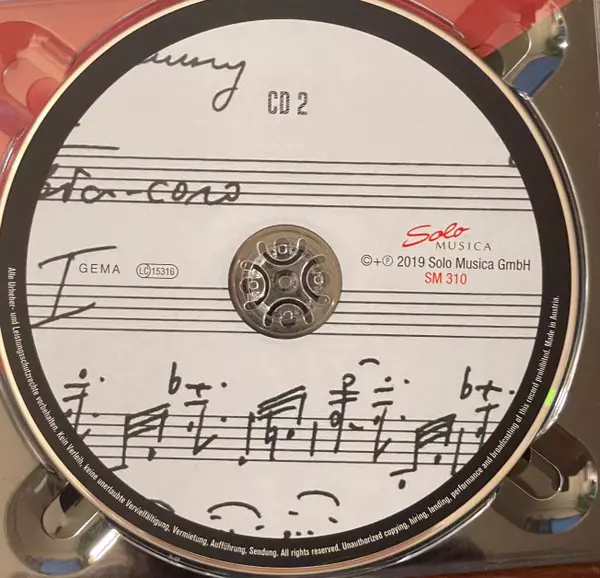 CD 2
Solo
MUSICA
©+℗ 2019 Solo Musica GmbH
SM 310
GEMA LC 15316
I
Alle Urheber- und Leistungsschutzrechte vorbehalten. Kein Verleih, keine unerlaubte Vervielfältigung, Vermietung, Aufführung, Sendung. All rights reserved. Unauthorized copying, hiring, lending, performance and broadcasting of this record prohibited. Made in Austria.